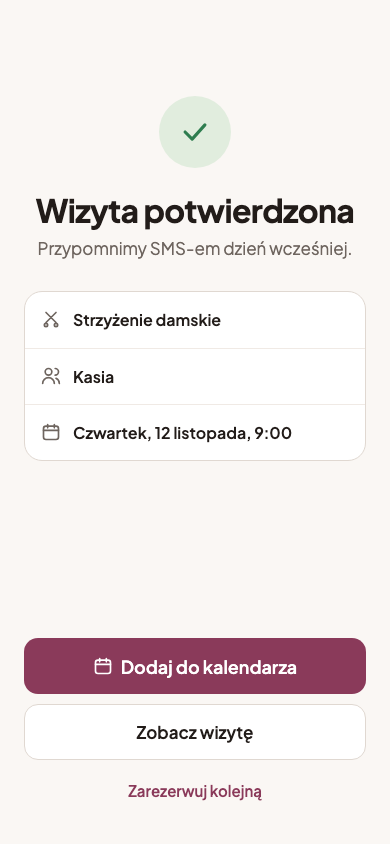 Wizyta potwierdzona
Przypomnimy SMS-em dzień wcześniej.
Strzyżenie damskie
Kasia
Czwartek, 12 listopada, 9:00
Dodaj do kalendarza
Zobacz wizytę
Zarezerwuj kolejną